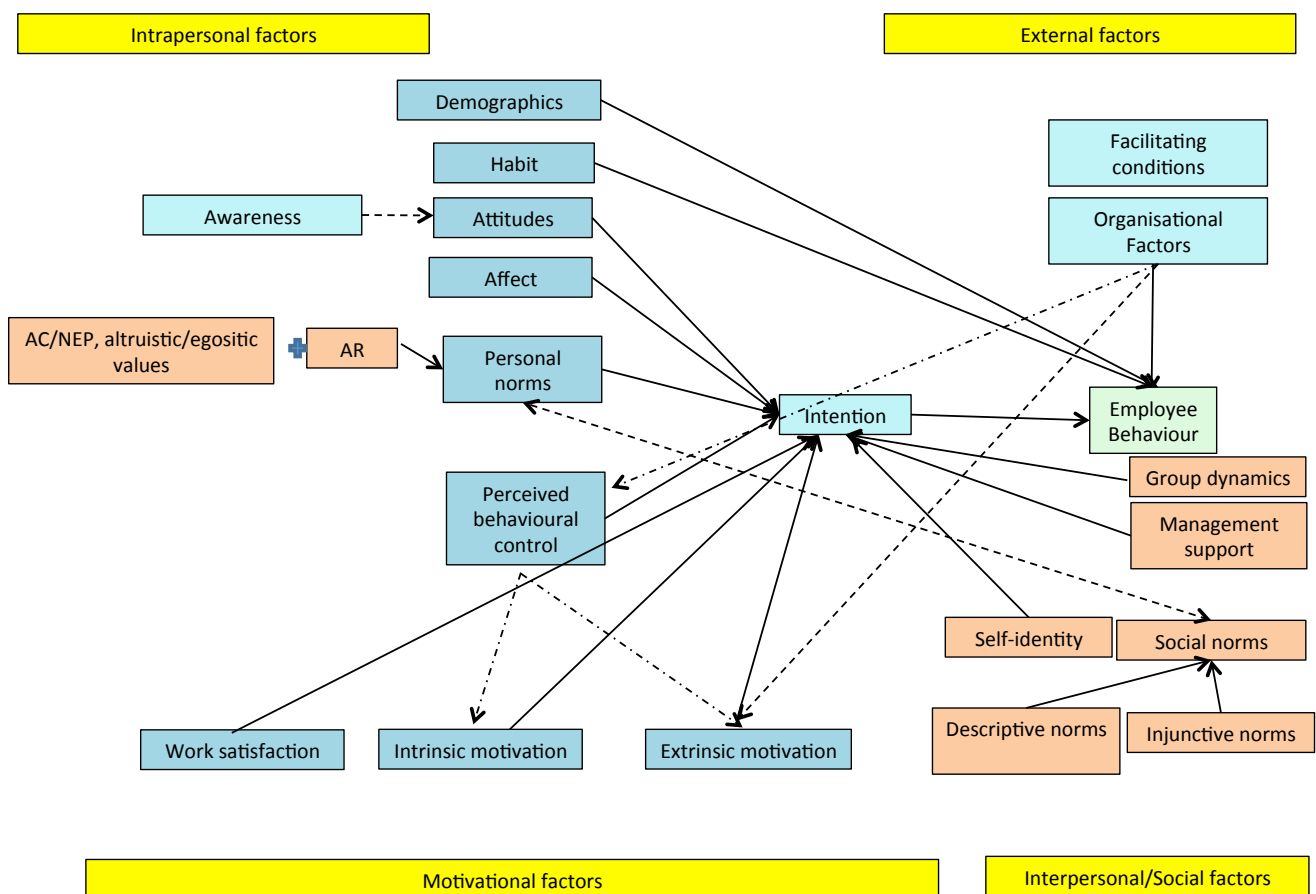 Intrapersonal factors
External factors
Demographics
Facilitating
conditions
Habit
Awareness
Attitudes
Organisational
Factors
Affect
AC/NEP, altruistic/egositic
values
AR
Personal
norms
Intention
Employee
Behaviour
Group dynamics
Perceived
behavioural
control
Management
support
Self-identity
Social norms
Descriptive norms
Injunctive norms
Work satisfaction
Intrinsic motivation
Extrinsic motivation
Motivational factors
Interpersonal/Social factors